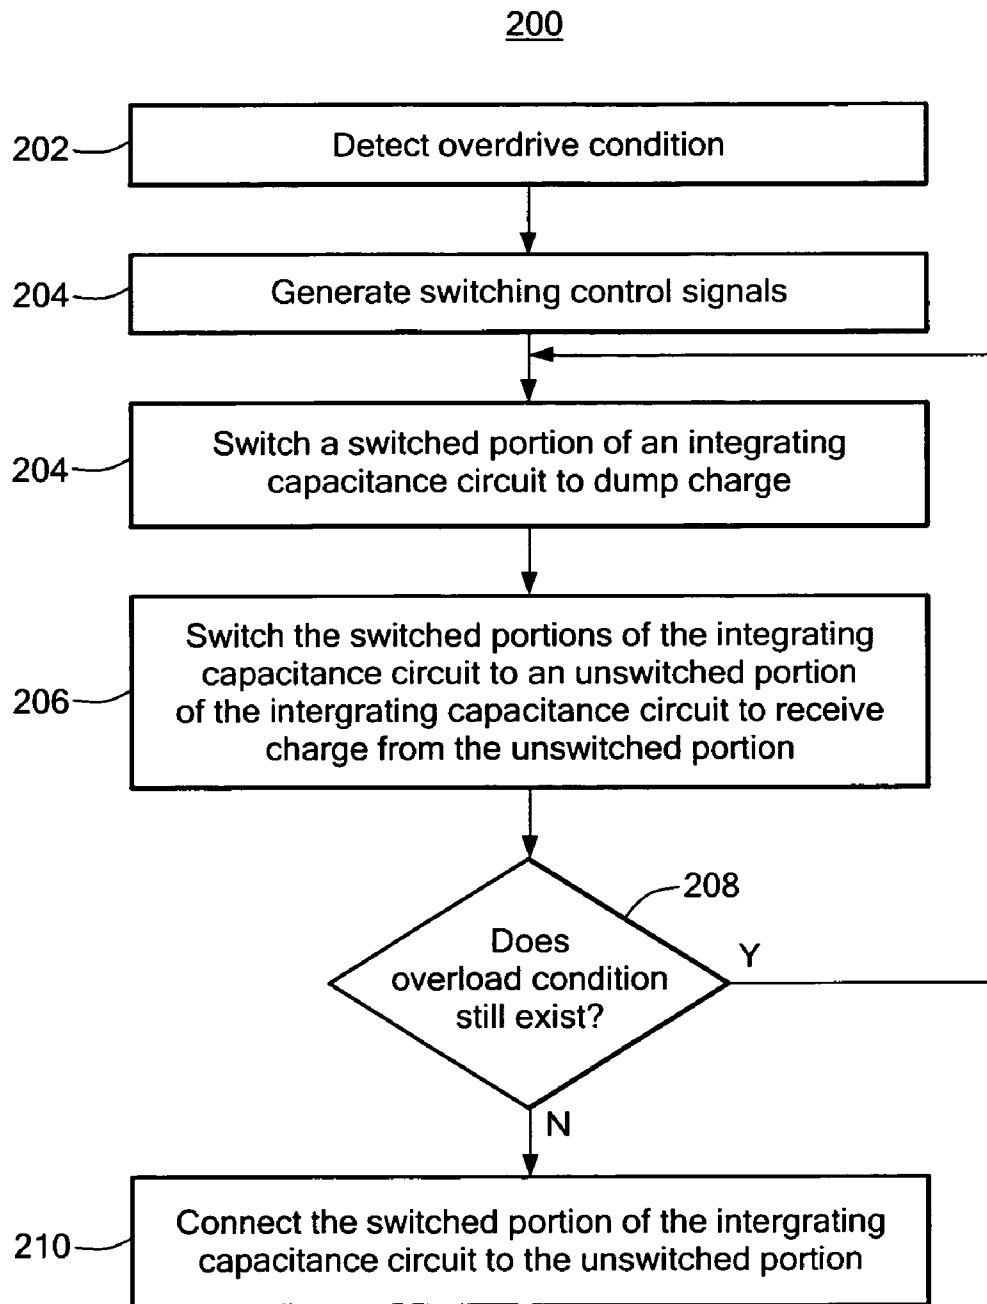 200
202
Detect overdrive condition
204
Generate switching control signals
204
Switch a switched portion of an integrating
capacitance circuit to dump charge
206
Switch the switched portions of the integrating
capacitance circuit to an unswitched portion
of the intergrating capacitance circuit to receive
charge from the unswitched portion
208
Does
overload condition
still exist?
Y
N
210
Connect the switched portion of the intergrating
capacitance circuit to the unswitched portion